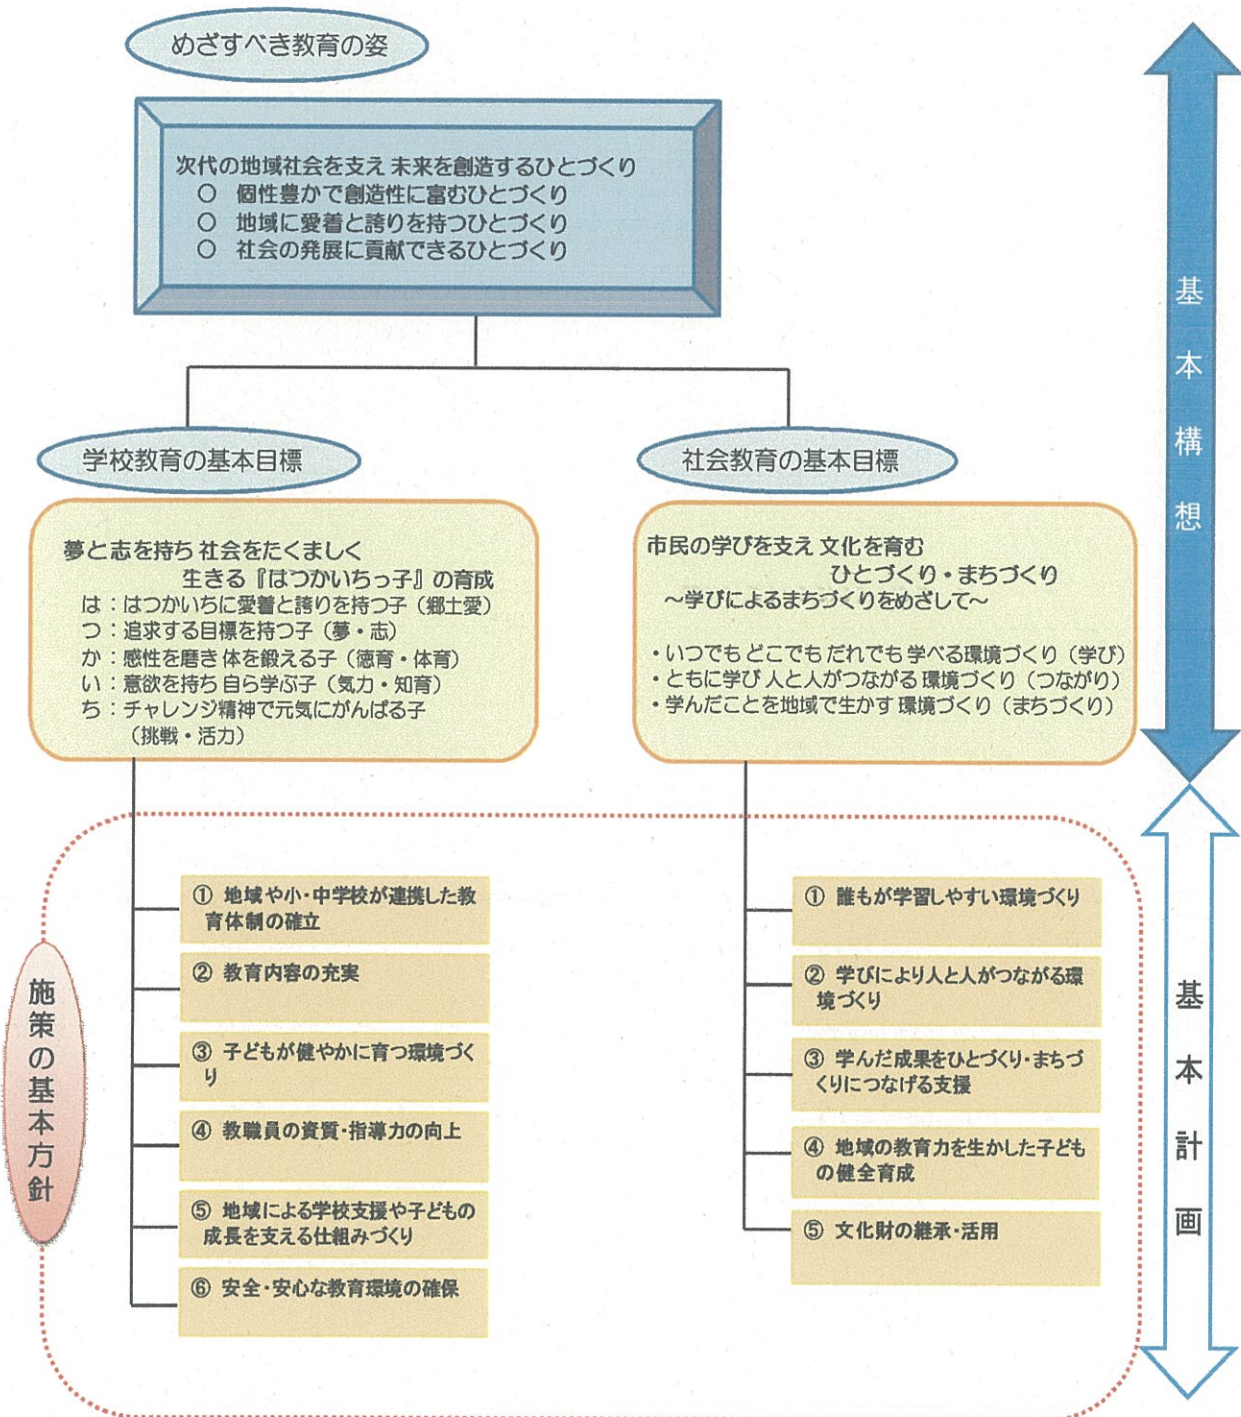 めざすべき教育の姿
次代の地域社会を支え 未来を創造するひとづくり
○ 個性豊かで創造性に富むひとづくり
○ 地域に愛着と誇りを持つひとづくり
○ 社会の発展に貢献できるひとづくり
基本構想
学校教育の基本目標
夢と志を持ち 社会をたくましく
生きる『はつかいちっ子』の育成
は：はつかいちに愛着と誇りを持つ子（郷土愛）
つ：追求する目標を持つ子（夢・志）
か：感性を磨き 体を鍛える子（徳育・体育）
い：意欲を持ち 自ら学ぶ子（気力・知育）
ち：チャレンジ精神で元気にがんばる子
（挑戦・活力）
社会教育の基本目標
市民の学びを支え 文化を育む
ひとづくり・まちづくり
～学びによるまちづくりをめざして～
・いつでも どこでも だれでも 学べる環境づくり（学び）
・ともに学び 人と人がつながる 環境づくり（つながり）
・学んだことを地域で生かす 環境づくり（まちづくり）
施策の基本方針
① 地域や小・中学校が連携した教
育体制の確立
② 教育内容の充実
③ 子どもが健やかに育つ環境づく
り
④ 教職員の資質・指導力の向上
⑤ 地域による学校支援や子どもの
成長を支える仕組みづくり
⑥ 安全・安心な教育環境の確保
① 誰もが学習しやすい環境づくり
② 学びにより人と人がつながる環
境づくり
③ 学んだ成果をひとづくり・まちづ
くりにつなげる支援
④ 地域の教育力を生かした子ども
の健全育成
⑤ 文化財の継承・活用
基本計画